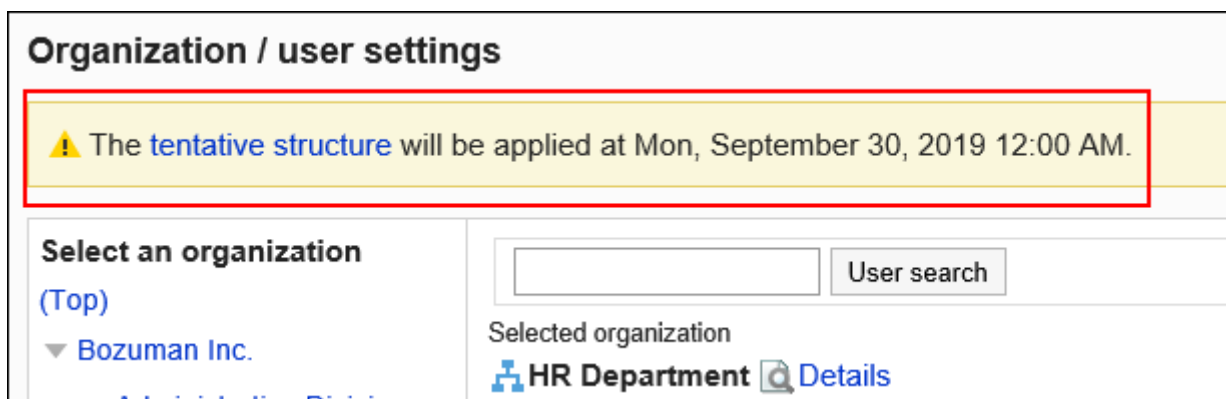 Organization / user settings
The tentative structure will be applied at Mon, September 30, 2019 12:00 AM.
Select an organization
(Top)
Bozuman Inc.
User search
Selected organization
HR Department Details